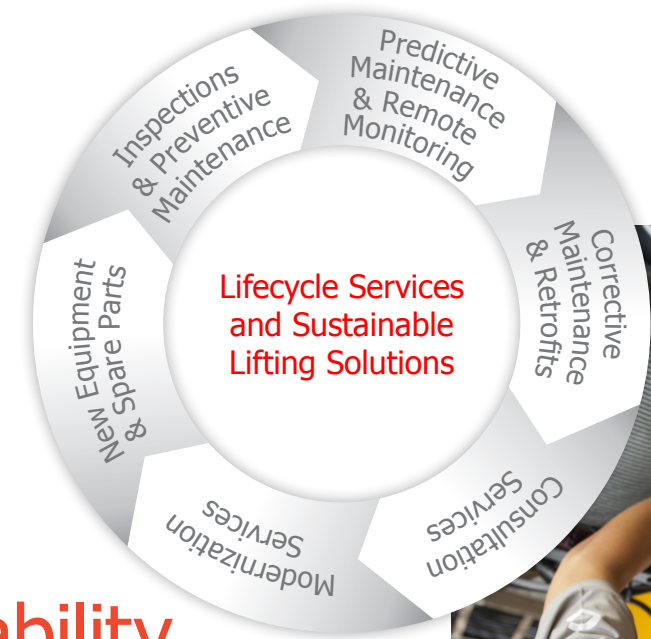 Predictive
Maintenance
& Remote
Monitoring
Corrective
Maintenance
& Retrofits
Consultation
Services
Modernization
Services
New Equipment
& Spare Parts
Inspections
& Preventive
Maintenance
Lifecycle Services
and Sustainable
Lifting Solutions